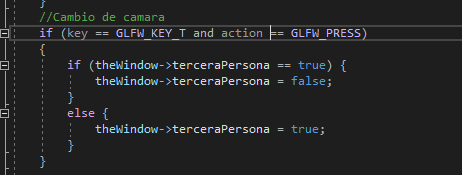 }
//Cambio de camara
if (key == GLFW_KEY_T and action == GLFW_PRESS)
{
if (theWindow->terceraPersona == true) {
theWindow->terceraPersona = false;
}
else {
theWindow->terceraPersona = true;
}
}